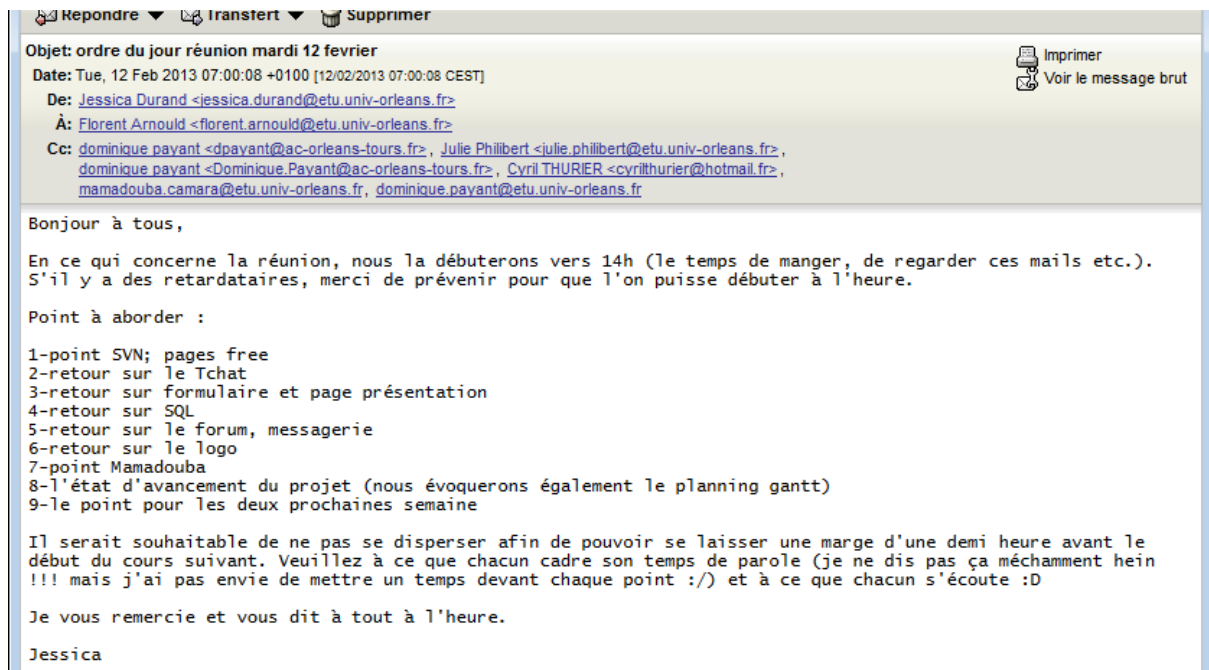 Répondre Transfert Supprimer
Objet: ordre du jour réunion mardi 12 fevrier
Imprimer
Date: Tue, 12 Feb 2013 07:00:08 +0100 [12/02/2013 07:00:08 CEST]
Voir le message brut
De: Jessica Durand <jessica.durand@etu.univ-orleans.fr>
À: Florent Arnould <florent.arnould@etu.univ-orleans.fr>
Cc: dominique payant <dpayant@ac-orleans-tours.fr> , Julie Philibert <julie.philibert@etu.univ-orleans.fr> ,
dominique payant <Dominique.Payant@ac-orleans-tours.fr> , Cyril THURIER <cyrilthurier@hotmail.fr> ,
mamadouba.camara@etu.univ-orleans.fr , dominique.payant@etu.univ-orleans.fr
Bonjour à tous,
En ce qui concerne la réunion, nous la débuterons vers 14h (le temps de manger, de regarder ces mails etc.).
S'il y a des retardataires, merci de prévenir pour que l'on puisse débuter à l'heure.
Point à aborder :
1-point SVN; pages free
2-retour sur le Tchat
3-retour sur formulaire et page présentation
4-retour sur SQL
5-retour sur le forum, messagerie
6-retour sur le logo
7-point Mamadouba
8-l'état d'avancement du projet (nous évoquerons également le planning gantt)
9-le point pour les deux prochaines semaine
Il serait souhaitable de ne pas se disperser afin de pouvoir se laisser une marge d'une demi heure avant le
début du cours suivant. Veuillez à ce que chacun cadre son temps de parole (je ne dis pas ça méchamment hein
!!! mais j'ai pas envie de mettre un temps devant chaque point :/) et à ce que chacun s'écoute :D
Je vous remercie et vous dit à tout à l'heure.
Jessica